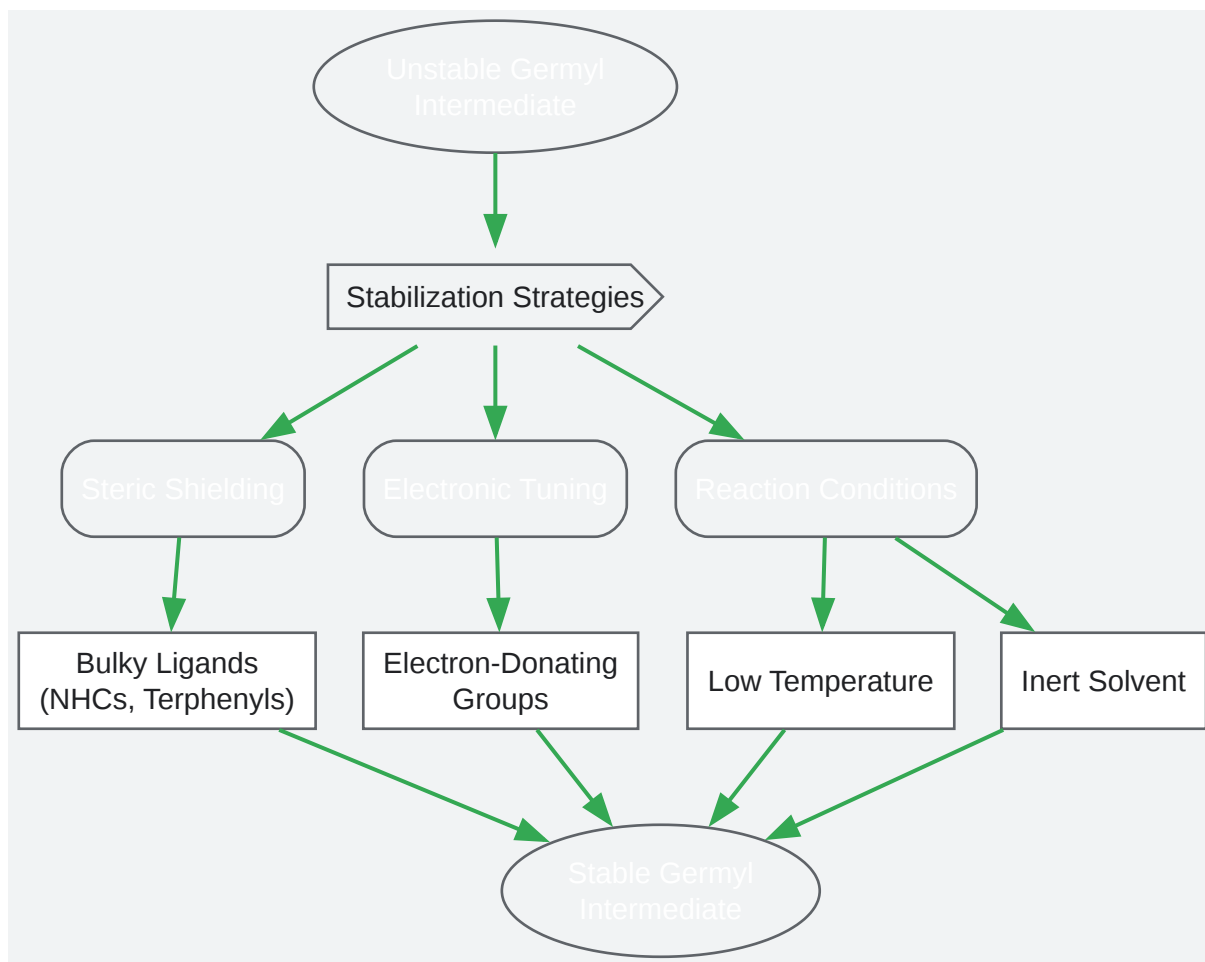 Unstable Germyl
Intermediate
Stabilization Strategies
Steric Shielding
Electronic Tuning
Reaction Conditions
Bulky Ligands
(NHCs, Terphenyls)
Electron-Donating
Groups
Low Temperature
Inert Solvent
Stable Germyl
Intermediate